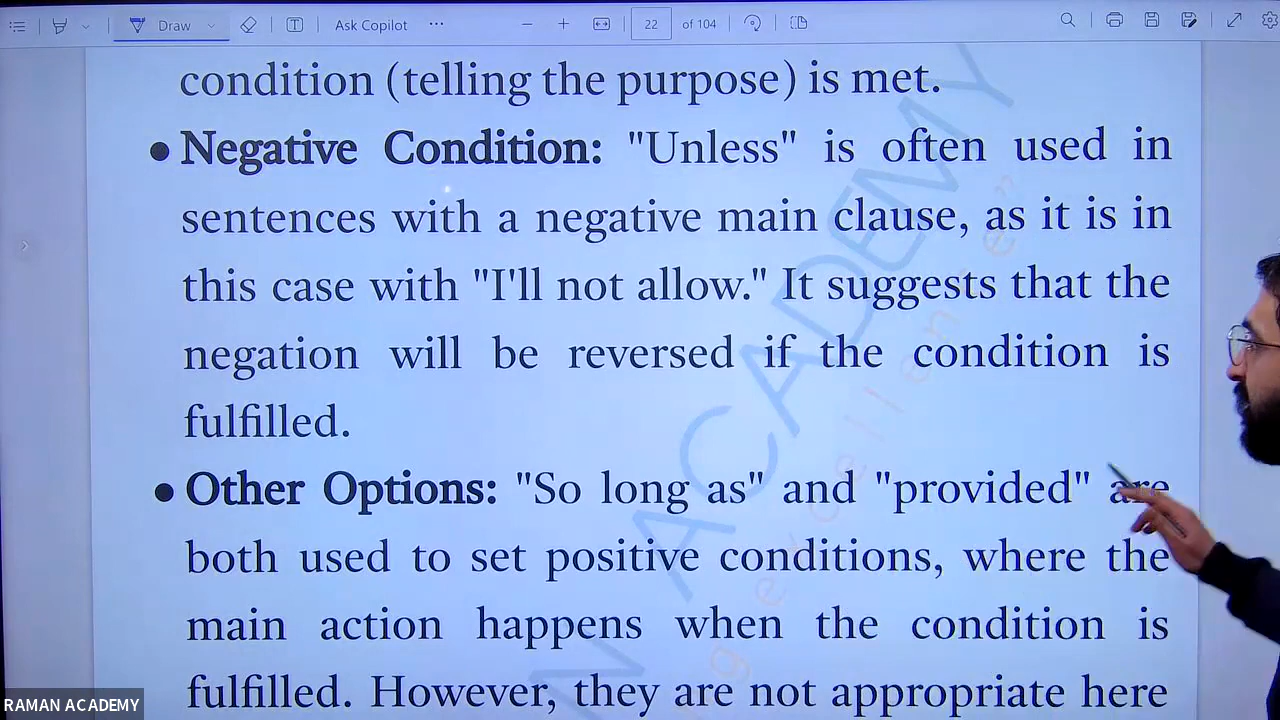 Draw
Ask Copilot
22 of 104
condition (telling the purpose) is met.
● Negative Condition: "Unless" is often used in
sentences with a negative main clause, as it is in
this case with "I'll not allow." It suggests that the
negation will be reversed if the condition is
fulfilled.
● Other Options: "So long as" and "provided" are
both used to set positive conditions, where the
main action happens when the condition is
fulfilled. However, they are not appropriate here
ACADEMY
RAMAN ACADEMY